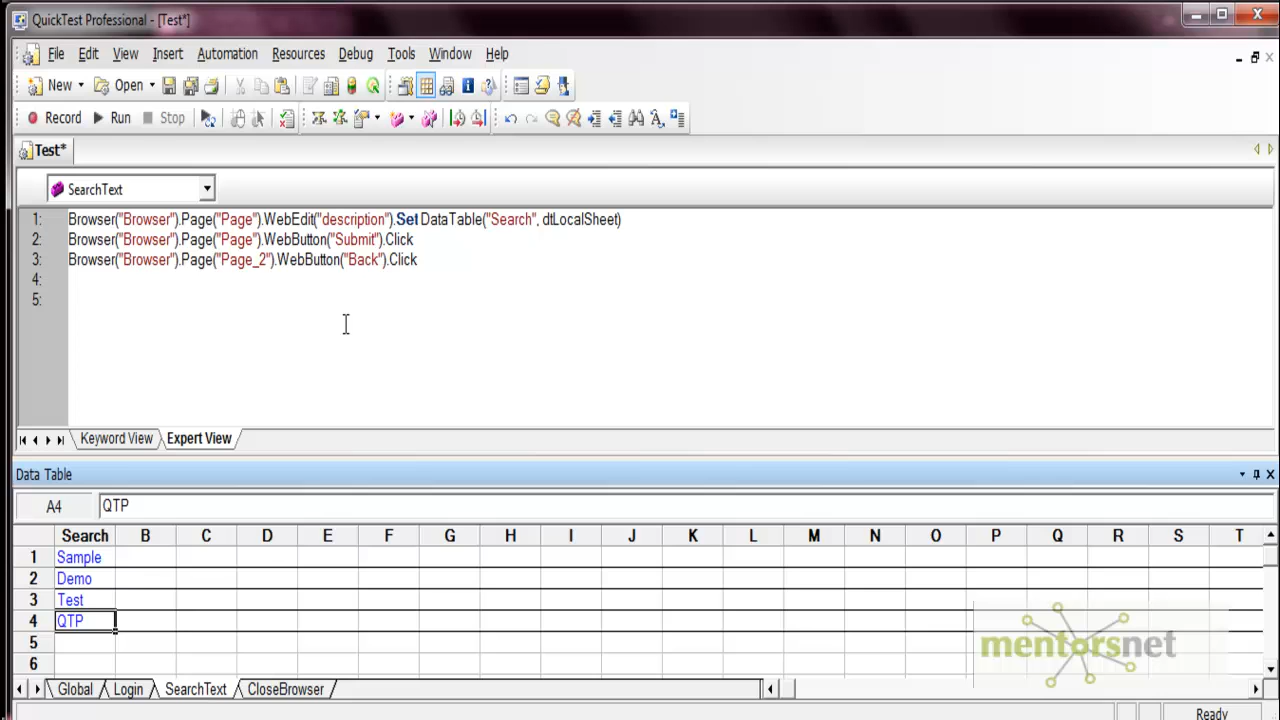 QuickTest Professional - [Test*]
File Edit View Insert Automation Resources Debug Tools Window Help
New Open
Record Run Stop
Test*
SearchText
1: Browser("Browser").Page("Page").WebEdit("description").Set DataTable("Search", dtLocalSheet)
2: Browser("Browser").Page("Page").WebButton("Submit").Click
3: Browser("Browser").Page("Page_2").WebButton("Back").Click
4:
5:
Keyword View Expert View
Data Table
A4 QTP
Search B C D E F G H I J K L M N O P Q R S T
1 Sample
2 Demo
3 Test
4 QTP
5
6
mentorsnet
Global Login SearchText CloseBrowser
Ready